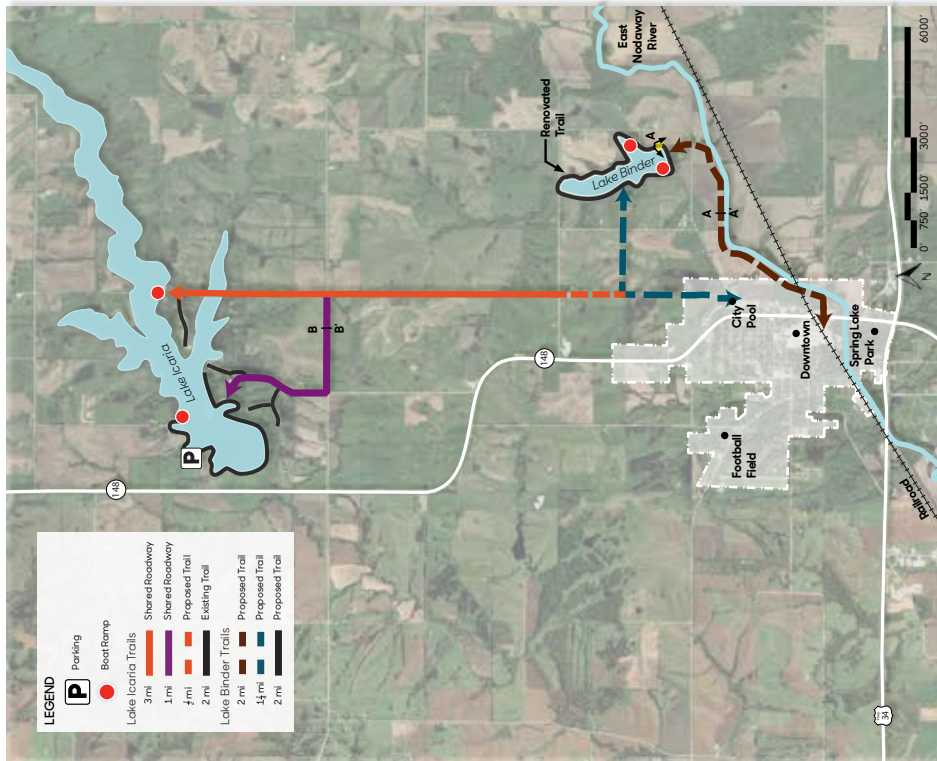 LEGEND
P
Parking
Boat Ramp
Lake Icaria Trails
3 mi Shared Roadway
1 mi Shared Roadway
½ mi Proposed Trail
2 mi Existing Trail
Lake Binder Trails
2 mi Proposed Trail
1¼ mi Proposed Trail
2 mi Proposed Trail
148
P
Lake Icaria
B
B'
148
Renovated
Trail
Lake Binder
A
A
A'
East
Nodaway
River
City
Pool
Downtown
Football
Field
Spring Lake
Park
Railroad
34
N
0' 750' 1500' 3000' 6000'